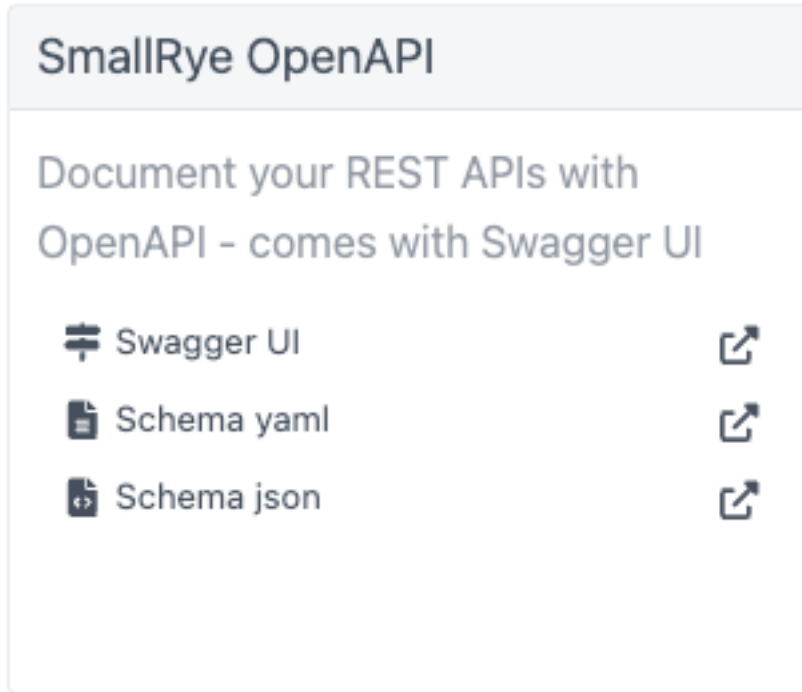 SmallRye OpenAPI
Document your REST APIs with
OpenAPI - comes with Swagger UI
Swagger UI
Schema yaml
Schema json